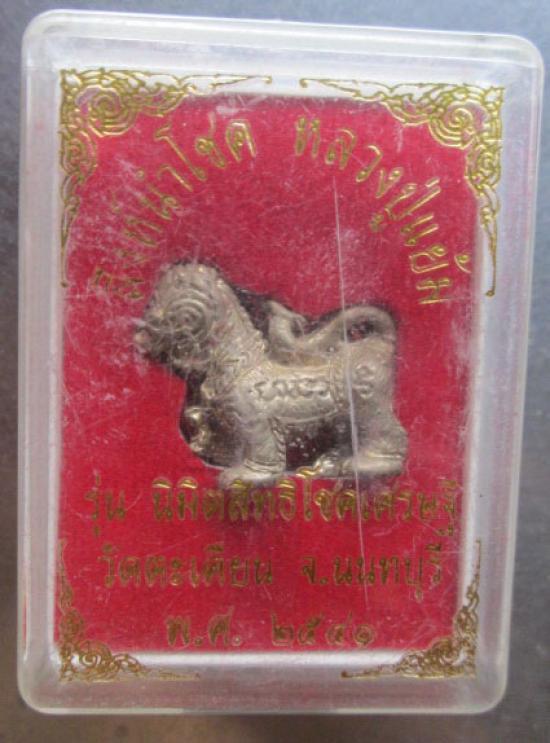 สิงห์นำโชค หลวงปู่แย้ม
รุ่น นิมิตสิทธิโชคเศรษฐี
วัดตะเคียน จ.นนทบุรี
พ.ศ. ๒๕๔๑